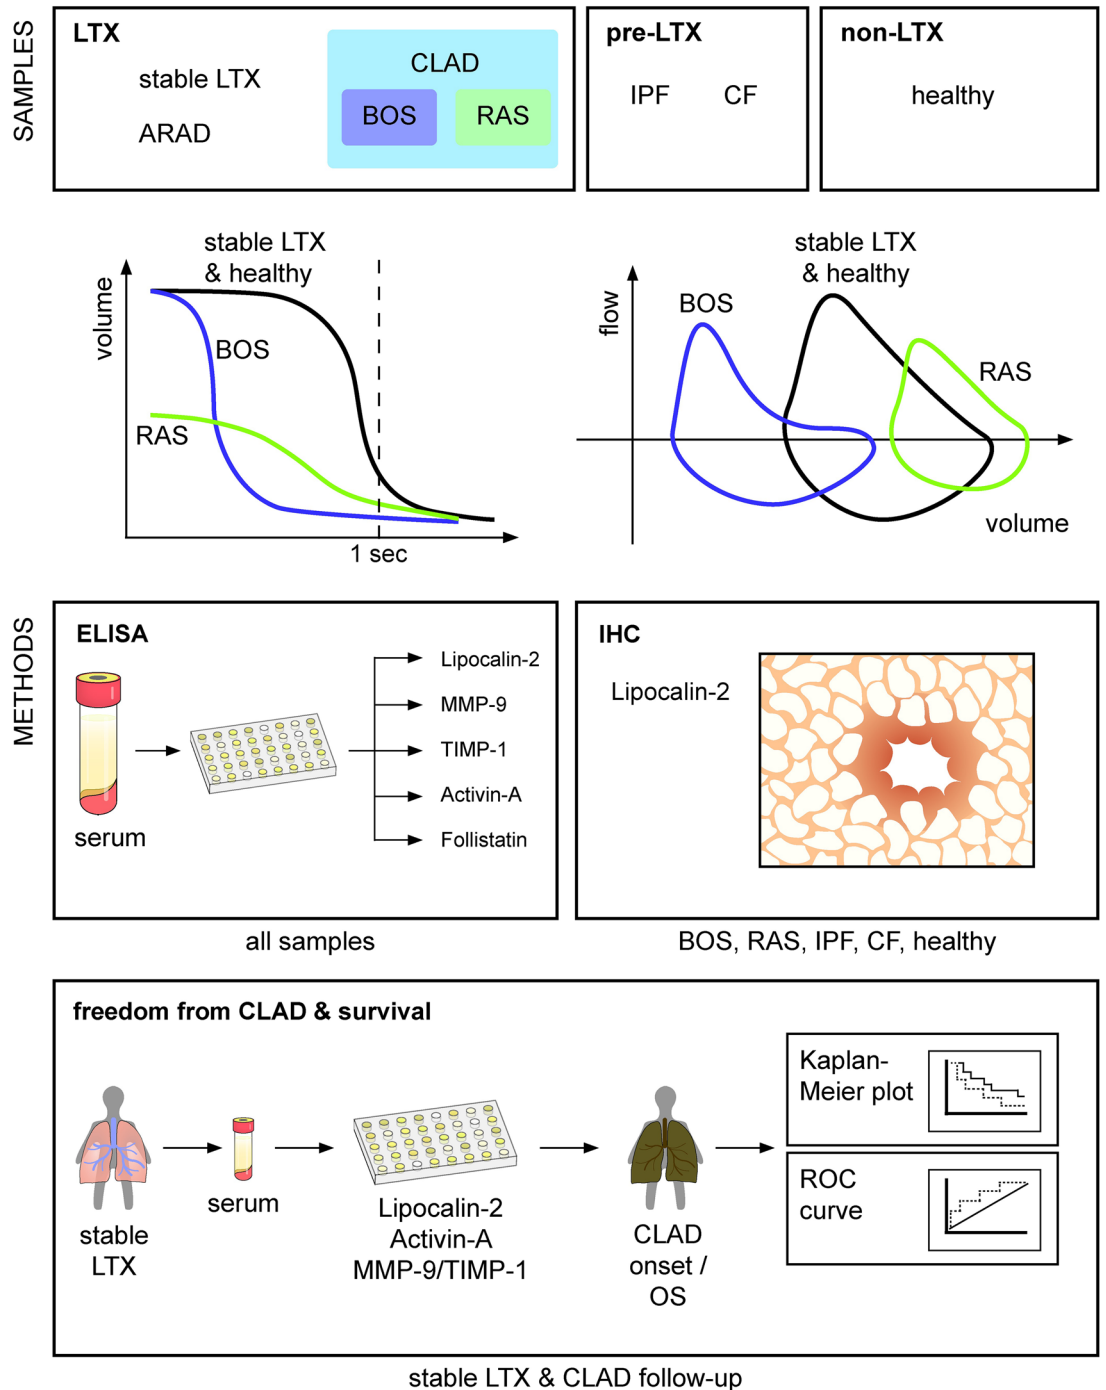 SAMPLES
LTX
stable LTX
ARAD
CLAD
BOS
RAS
pre-LTX
IPF
CF
non-LTX
healthy
stable LTX
& healthy
volume
BOS
RAS
1 sec
stable LTX
& healthy
flow
BOS
RAS
volume
METHODS
ELISA
serum
Lipocalin-2
MMP-9
TIMP-1
Activin-A
Follistatin
all samples
IHC
Lipocalin-2
BOS, RAS, IPF, CF, healthy
freedom from CLAD & survival
stable
LTX
serum
Lipocalin-2
Activin-A
MMP-9/TIMP-1
CLAD
onset /
OS
Kaplan-
Meier plot
ROC
curve
stable LTX & CLAD follow-up